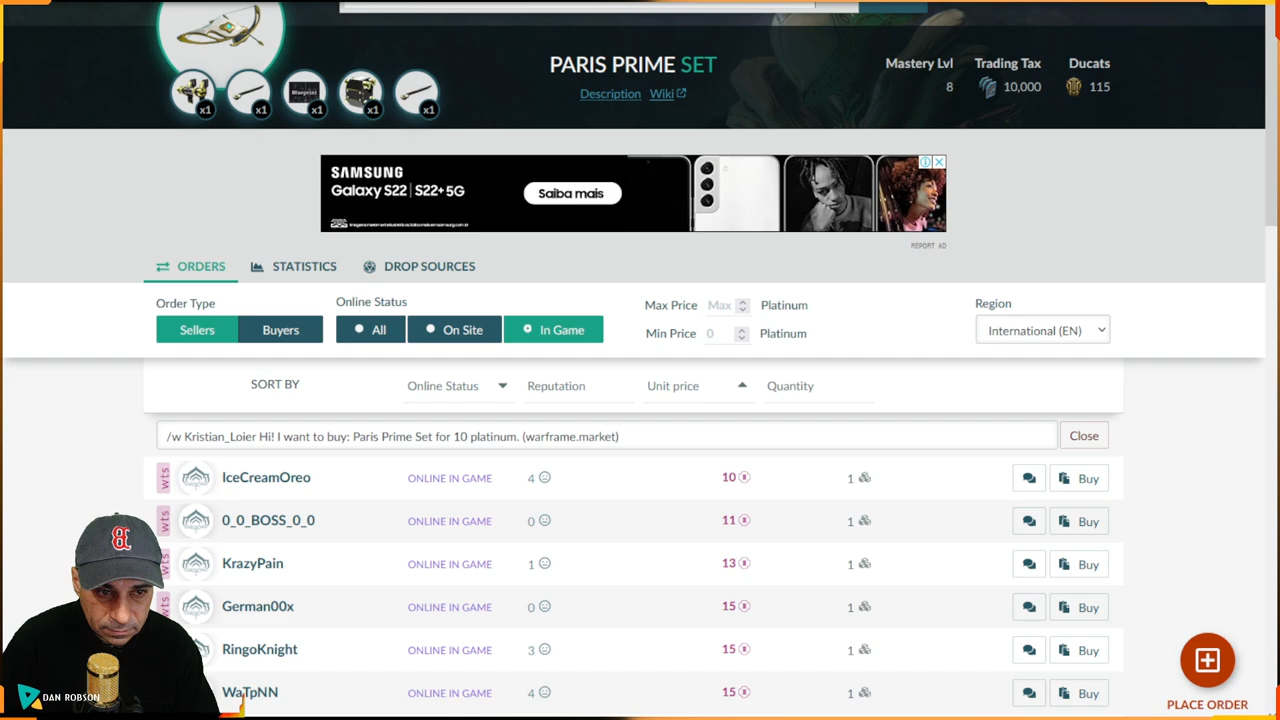 x1 x1 Blueprint x1 x1 x1
PARIS PRIME SET
Description Wiki
Mastery Lvl Trading Tax Ducats
8 10,000 115
SAMSUNG
Galaxy S22 | S22+ 5G
Saiba mais
REPORT AD
ORDERS STATISTICS DROP SOURCES
Order Type Online Status Max Price Max Platinum Region
Sellers Buyers All On Site In Game Min Price 0 Platinum International (EN)
SORT BY Online Status Reputation Unit price Quantity
/w Kristian_Loier Hi! I want to buy: Paris Prime Set for 10 platinum. (warframe.market) Close
wts IceCreamOreo ONLINE IN GAME 4 10 1 Buy
wts 0_0_BOSS_0_0 ONLINE IN GAME 0 11 1 Buy
wts KrazyPain ONLINE IN GAME 1 13 1 Buy
German00x ONLINE IN GAME 0 15 1 Buy
RingoKnight ONLINE IN GAME 3 15 1 Buy
WaTpNN ONLINE IN GAME 4 15 1 Buy
B
DAN ROBSON
PLACE ORDER